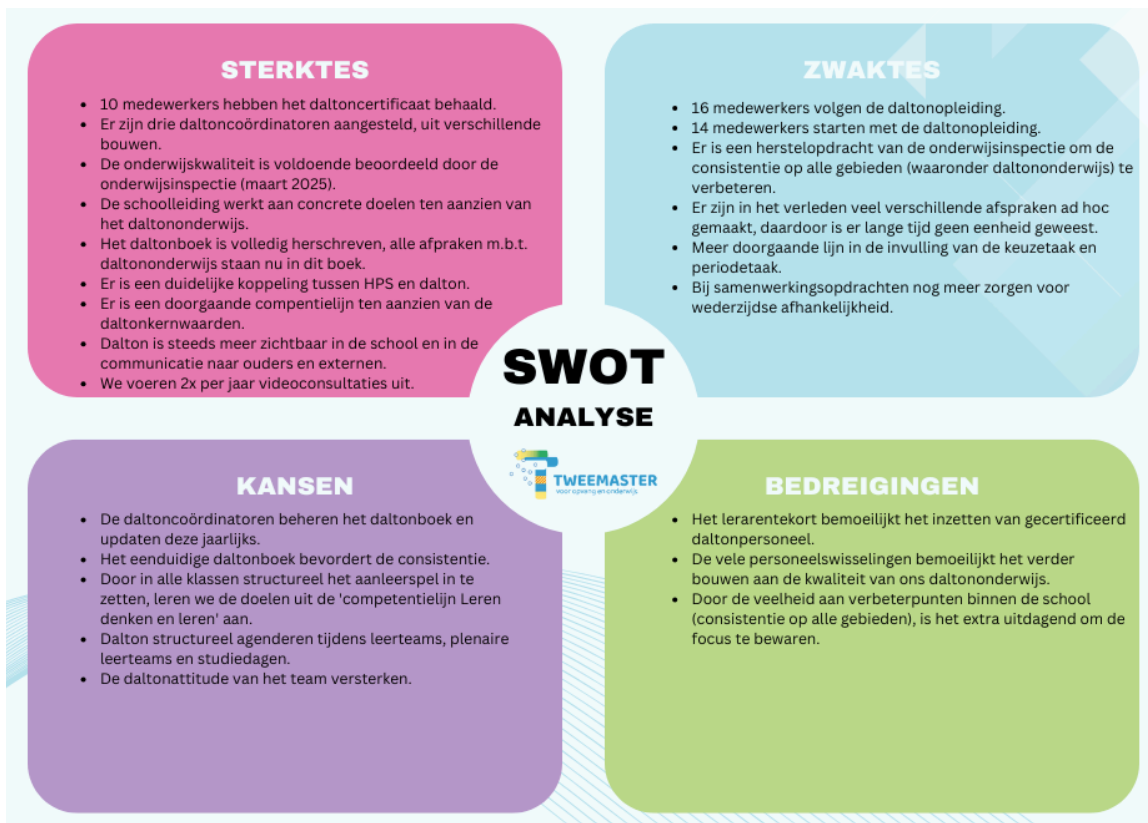 STERKTES
• 10 medewerkers hebben het daltoncertificaat behaald.
• Er zijn drie daltoncoördinatoren aangesteld, uit verschillende
bouwen.
• De onderwijskwaliteit is voldoende beoordeeld door de
onderwijsinspectie (maart 2025).
• De schoolleiding werkt aan concrete doelen ten aanzien van
het daltononderwijs.
• Het daltonboek is volledig herschreven, alle afpraken m.b.t.
daltononderwijs staan nu in dit boek.
• Er is een duidelijke koppeling tussen HPS en dalton.
• Er is een doorgaande compentielijn ten aanzien van de
daltonkernwaarden.
• Dalton is steeds meer zichtbaar in de school en in de
communicatie naar ouders en externen.
• We voeren 2x per jaar videoconsultaties uit.
ZWAKTES
• 16 medewerkers volgen de daltonopleiding.
• 14 medewerkers starten met de daltonopleiding.
• Er is een herstelopdracht van de onderwijsinspectie om de
consistentie op alle gebieden (waaronder daltononderwijs) te
verbeteren.
• Er zijn in het verleden veel verschillende afspraken ad hoc
gemaakt, daardoor is er lange tijd geen eenheid geweest.
• Meer doorgaande lijn in de invulling van de keuzetaak en
periodetaak.
• Bij samenwerkingsopdrachten nog meer zorgen voor
wederzijdse afhankelijkheid.
SWOT
ANALYSE
TWEEMASTER
voor opvang en onderwijs.
KANSEN
• De daltoncoördinatoren beheren het daltonboek en
updaten deze jaarlijks.
• Het eenduidige daltonboek bevordert de consistentie.
• Door in alle klassen structureel het aanleerspel in te
zetten, leren we de doelen uit de 'competentielijn Leren
denken en leren' aan.
• Dalton structureel agenderen tijdens leerteams, plenaire
leerteams en studiedagen.
• De daltonattitude van het team versterken.
BEDREIGINGEN
• Het lerarentekort bemoeilijkt het inzetten van gecertificeerd
daltonpersoneel.
• De vele personeelswisselingen bemoeilijkt het verder
bouwen aan de kwaliteit van ons daltononderwijs.
• Door de veelheid aan verbeterpunten binnen de school
(consistentie op alle gebieden), is het extra uitdagend om de
focus te bewaren.